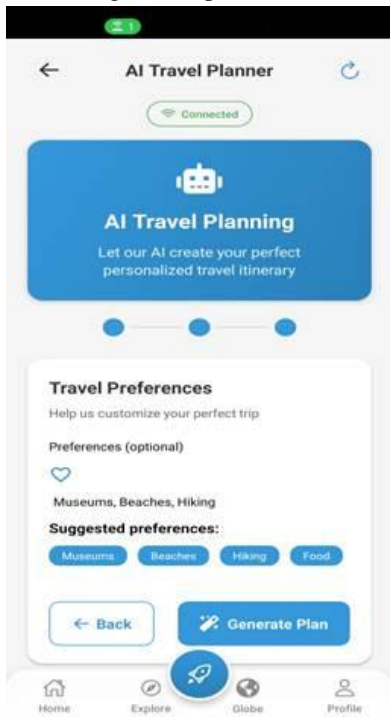 1
AI Travel Planner
Connected
AI Travel Planning
Let our AI create your perfect
personalized travel itinerary
Travel Preferences
Help us customize your perfect trip
Preferences (optional)
Museums, Beaches, Hiking
Suggested preferences:
Museums Beaches Hiking Food
← Back Generate Plan
Home Explore Globe Profile